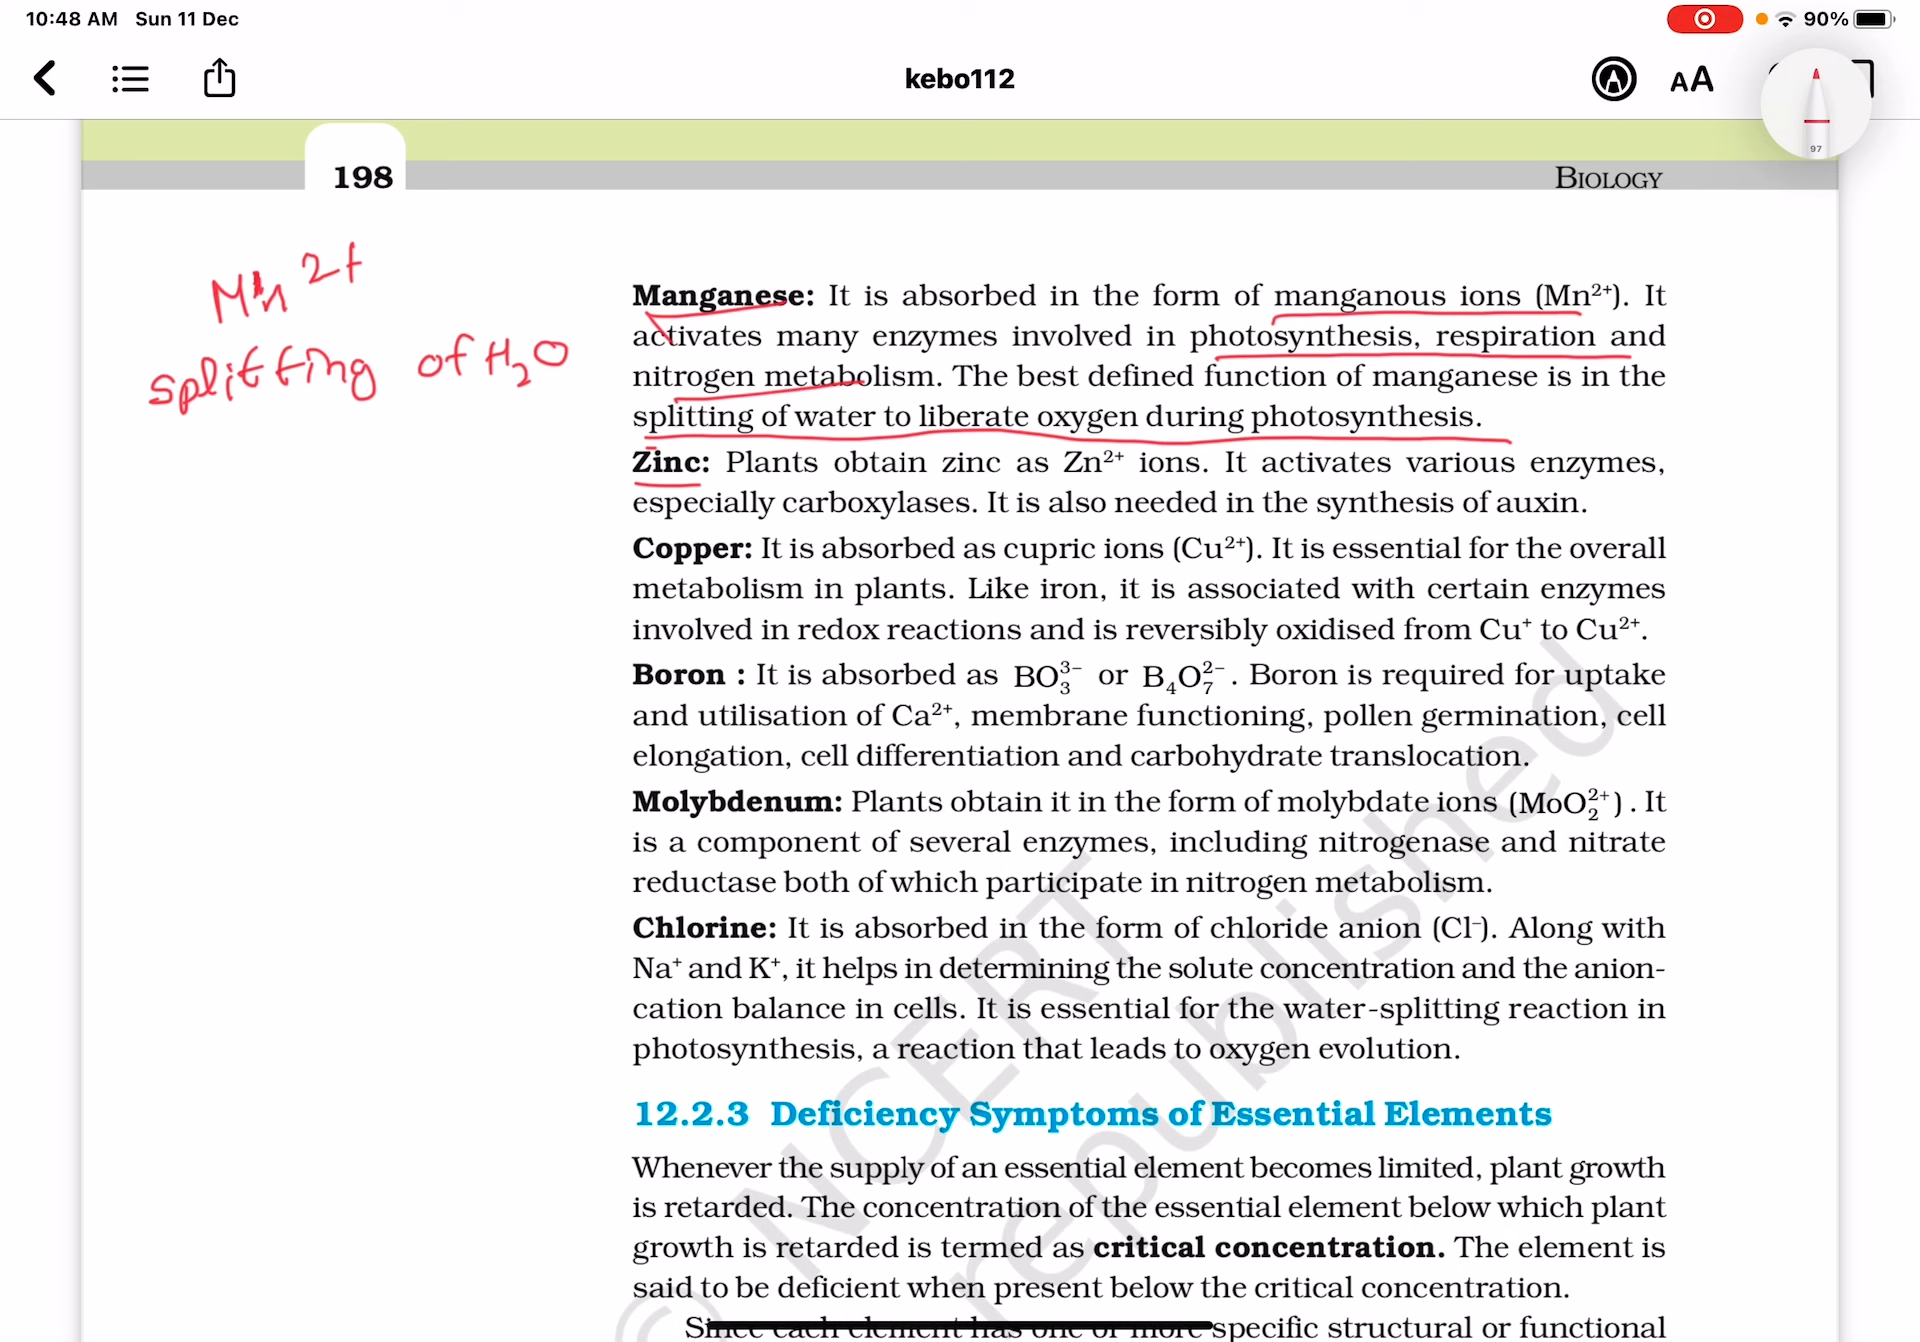 10:48 AM Sun 11 Dec
90%
kebo112
AA
97
198
BIOLOGY
Mn 2+
splitting of H₂O
Manganese: It is absorbed in the form of manganous ions (Mn²⁺). It
activates many enzymes involved in photosynthesis, respiration and
nitrogen metabolism. The best defined function of manganese is in the
splitting of water to liberate oxygen during photosynthesis.
Zinc: Plants obtain zinc as Zn²⁺ ions. It activates various enzymes,
especially carboxylases. It is also needed in the synthesis of auxin.
Copper: It is absorbed as cupric ions (Cu²⁺). It is essential for the overall
metabolism in plants. Like iron, it is associated with certain enzymes
involved in redox reactions and is reversibly oxidised from Cu⁺ to Cu²⁺.
Boron : It is absorbed as BO₃³⁻ or B₄O₇²⁻. Boron is required for uptake
and utilisation of Ca²⁺, membrane functioning, pollen germination, cell
elongation, cell differentiation and carbohydrate translocation.
Molybdenum: Plants obtain it in the form of molybdate ions (MoO₂²⁺). It
is a component of several enzymes, including nitrogenase and nitrate
reductase both of which participate in nitrogen metabolism.
Chlorine: It is absorbed in the form of chloride anion (Cl⁻). Along with
Na⁺ and K⁺, it helps in determining the solute concentration and the anion-
cation balance in cells. It is essential for the water-splitting reaction in
photosynthesis, a reaction that leads to oxygen evolution.
12.2.3 Deficiency Symptoms of Essential Elements
Whenever the supply of an essential element becomes limited, plant growth
is retarded. The concentration of the essential element below which plant
growth is retarded is termed as critical concentration. The element is
said to be deficient when present below the critical concentration.
Since each element has one or more specific structural or functional
© NCERT
republished